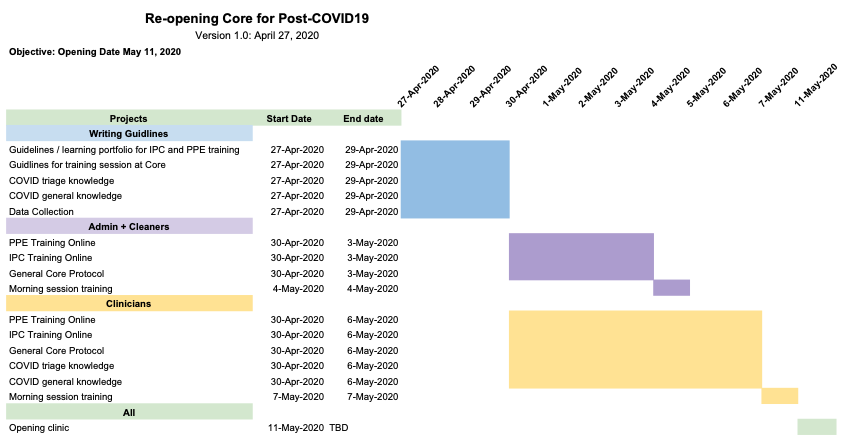 Re-opening Core for Post-COVID19
Version 1.0: April 27, 2020
Objective: Opening Date May 11, 2020
27-Apr-2020 28-Apr-2020 29-Apr-2020 30-Apr-2020 1-May-2020 2-May-2020 3-May-2020 4-May-2020 5-May-2020 6-May-2020 7-May-2020 11-May-2020
Projects Start Date End date
Writing Guidlines
Guidelines / learning portfolio for IPC and PPE training 27-Apr-2020 29-Apr-2020
Guidlines for training session at Core 27-Apr-2020 29-Apr-2020
COVID triage knowledge 27-Apr-2020 29-Apr-2020
COVID general knowledge 27-Apr-2020 29-Apr-2020
Data Collection 27-Apr-2020 29-Apr-2020
Admin + Cleaners
PPE Training Online 30-Apr-2020 3-May-2020
IPC Training Online 30-Apr-2020 3-May-2020
General Core Protocol 30-Apr-2020 3-May-2020
Morning session training 4-May-2020 4-May-2020
Clinicians
PPE Training Online 30-Apr-2020 6-May-2020
IPC Training Online 30-Apr-2020 6-May-2020
General Core Protocol 30-Apr-2020 6-May-2020
COVID triage knowledge 30-Apr-2020 6-May-2020
COVID general knowledge 30-Apr-2020 6-May-2020
Morning session training 7-May-2020 7-May-2020
All
Opening clinic 11-May-2020 TBD